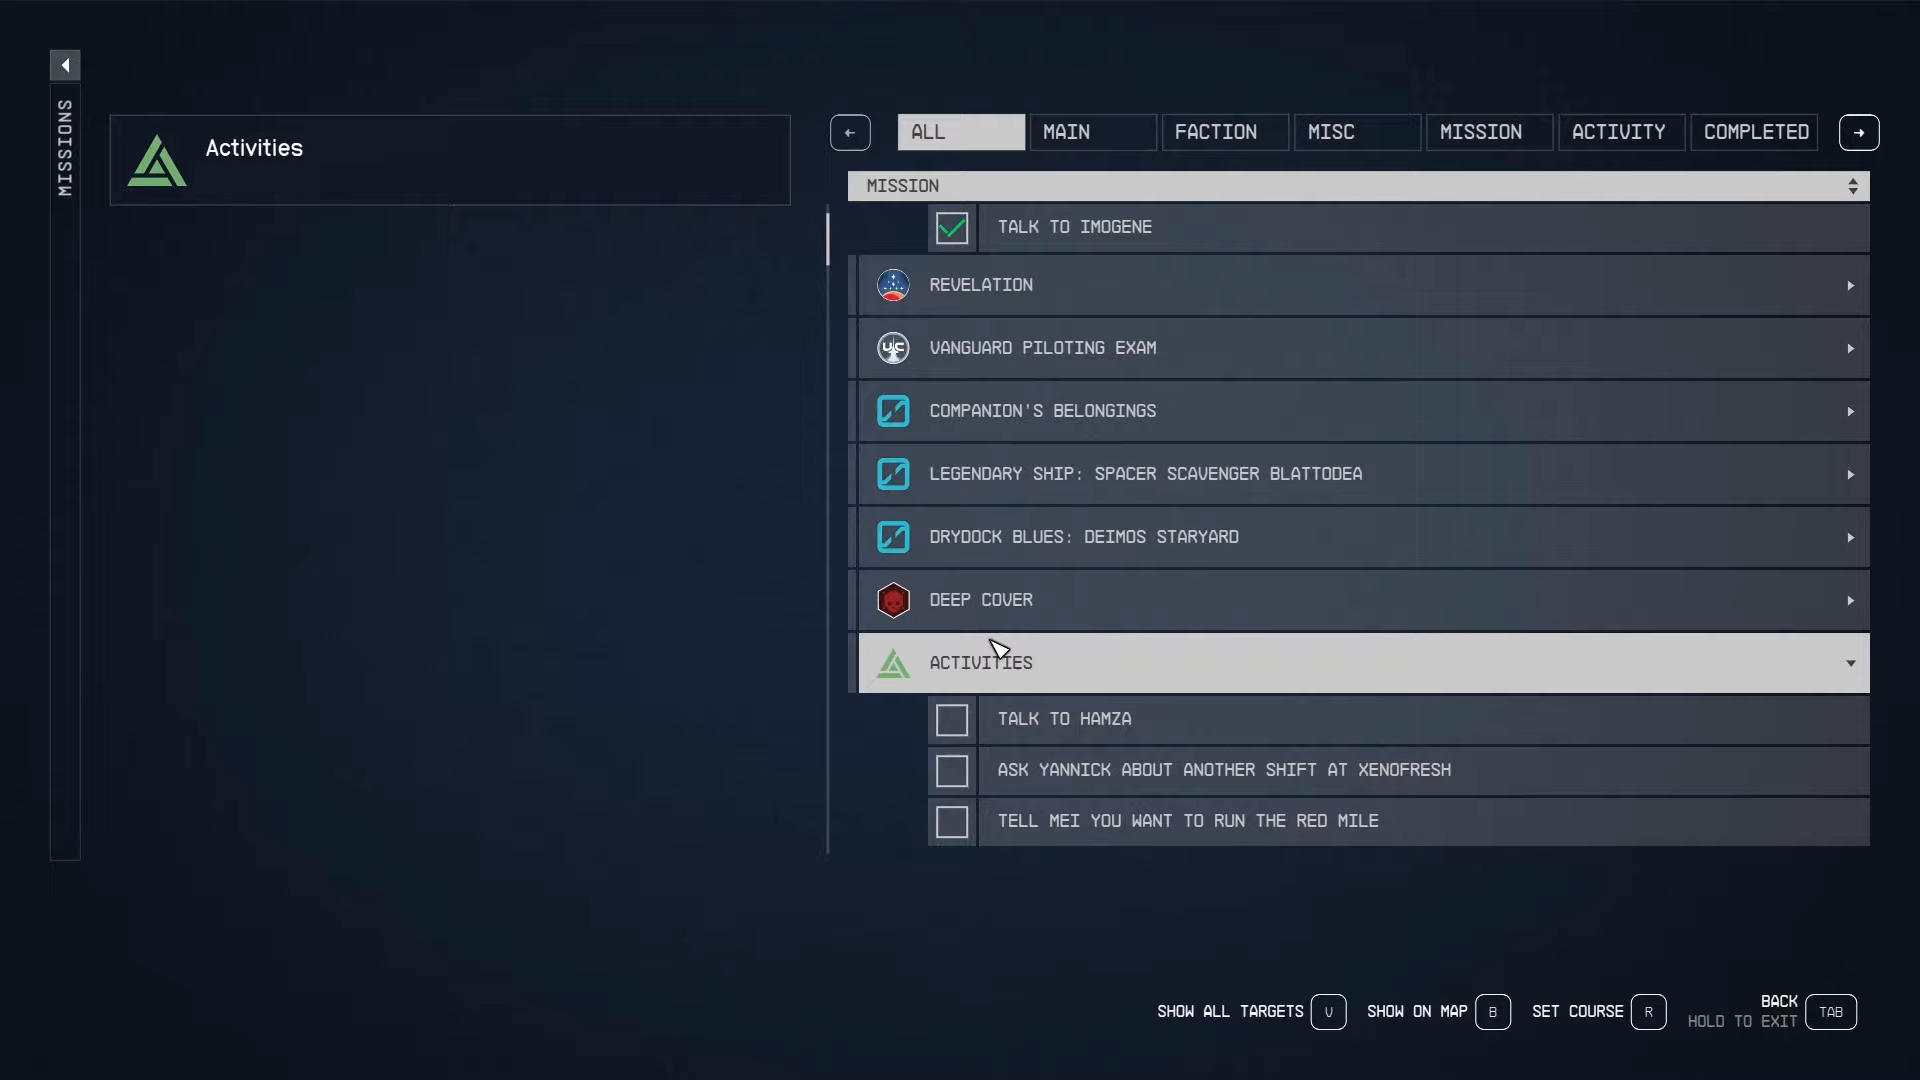 MISSIONS
Activities
ALL
MAIN
FACTION
MISC
MISSION
ACTIVITY
COMPLETED
MISSION
TALK TO IMOGENE
REVELATION
UC
VANGUARD PILOTING EXAM
COMPANION'S BELONGINGS
LEGENDARY SHIP: SPACER SCAVENGER BLATTODEA
DRYDOCK BLUES: DEIMOS STARYARD
DEEP COVER
ACTIVITIES
TALK TO HAMZA
ASK YANNICK ABOUT ANOTHER SHIFT AT XENOFRESH
TELL MEI YOU WANT TO RUN THE RED MILE
SHOW ALL TARGETS V
SHOW ON MAP B
SET COURSE R
BACK
HOLD TO EXIT
TAB